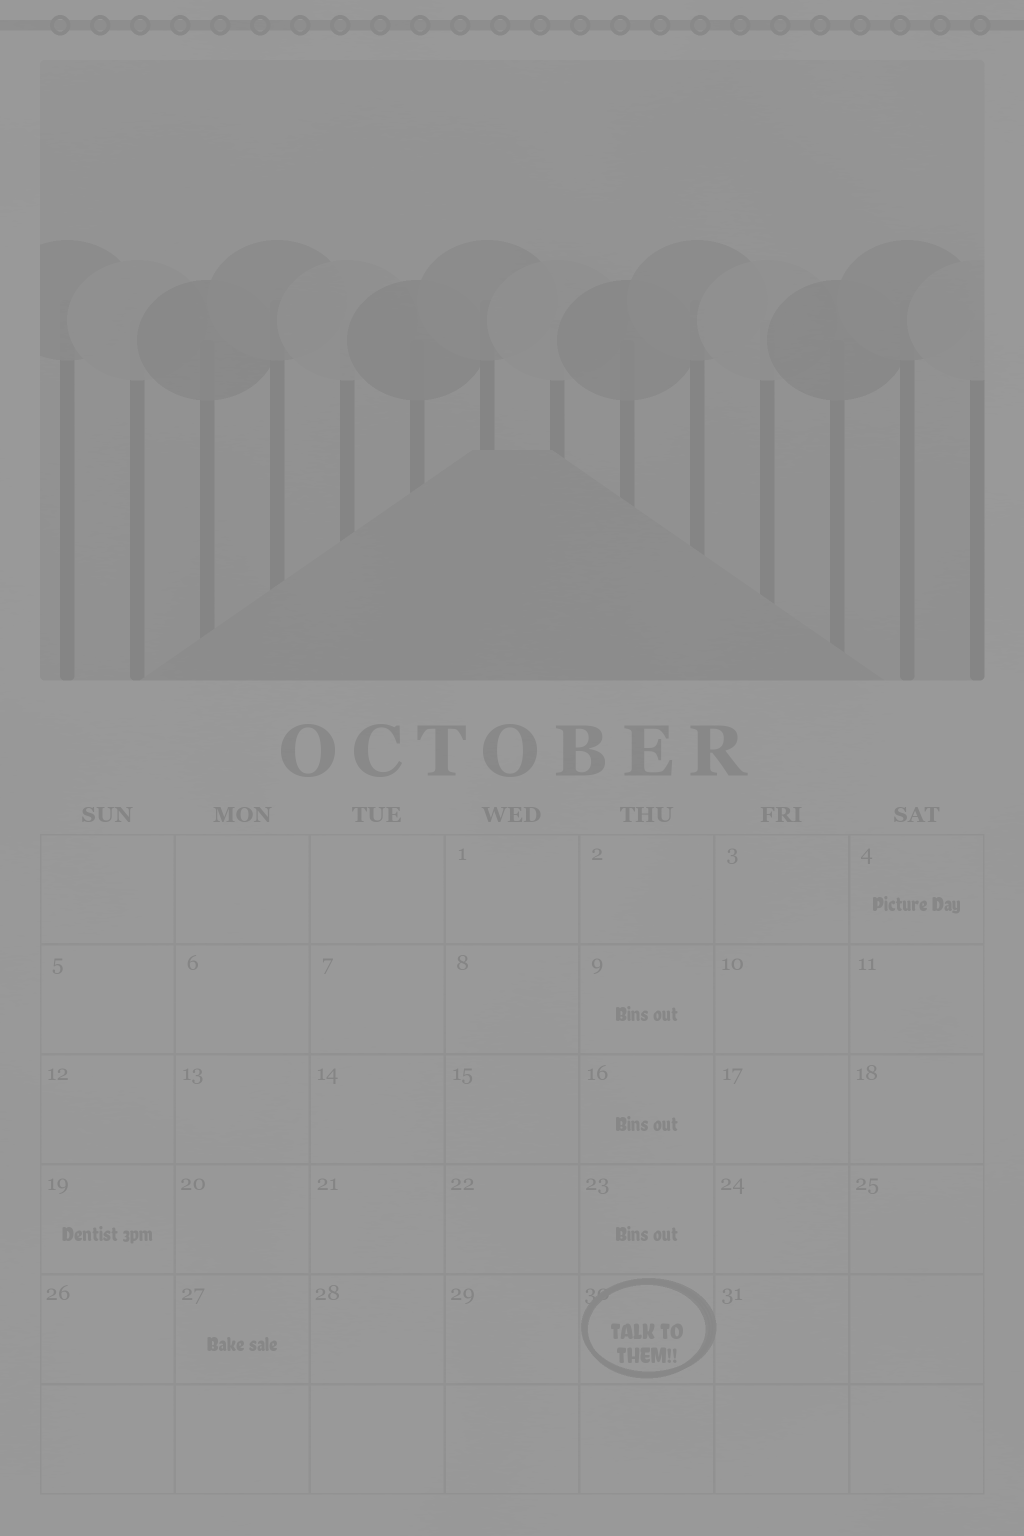 OCTOBER
SUN MON TUE WED THU FRI SAT
1 2 3 4
Picture Day
5 6 7 8 9 10 11
Bins out
12 13 14 15 16 17 18
Bins out
19 20 21 22 23 24 25
Dentist 3pm Bins out
26 27 28 29 30 31
Bake sale TALK TO
THEM!!